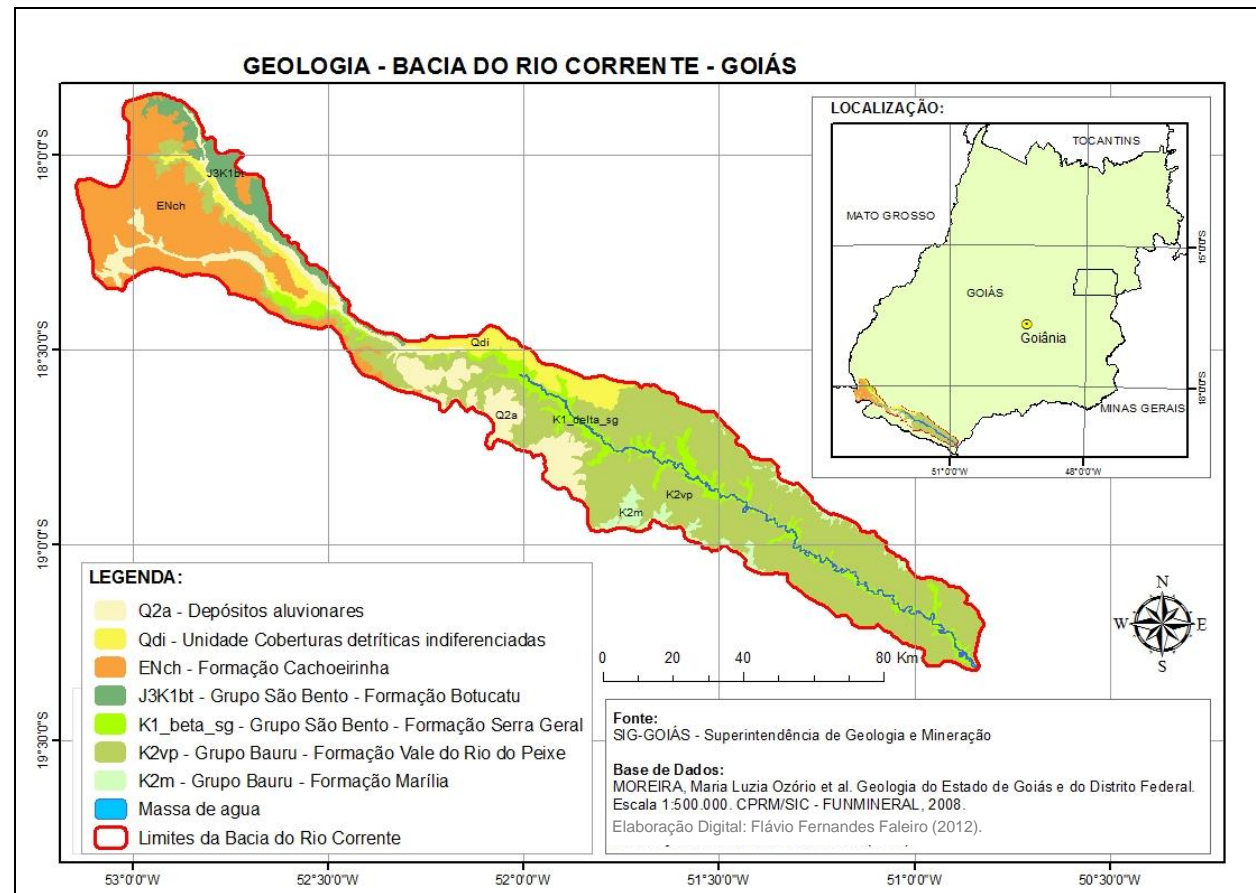 GEOLOGIA - BACIA DO RIO CORRENTE - GOIÁS
LOCALIZAÇÃO:
TOCANTINS
MATO GROSSO
GOIÁS
Goiânia
MINAS GERAIS
15°0'0"S
18°0'0"S
51°0'0"W
48°0'0"W
18°0'0"S
18°30'0"S
19°0'0"S
19°30'0"S
J3K1bt
ENch
Qdi
Q2a
K1_delta_sg
K2vp
K2m
LEGENDA:
Q2a - Depósitos aluvionares
Qdi - Unidade Coberturas detríticas indiferenciadas
ENch - Formação Cachoeirinha
J3K1bt - Grupo São Bento - Formação Botucatu
K1_beta_sg - Grupo São Bento - Formação Serra Geral
K2vp - Grupo Bauru - Formação Vale do Rio do Peixe
K2m - Grupo Bauru - Formação Marília
Massa de agua
Limites da Bacia do Rio Corrente
0 20 40 80 Km
N
W E
S
Fonte:
SIG-GOIÁS - Superintendência de Geologia e Mineração
Base de Dados:
MOREIRA, Maria Luzia Ozório et al. Geologia do Estado de Goiás e do Distrito Federal.
Escala 1:500.000. CPRM/SIC - FUNMINERAL, 2008.
Elaboração Digital: Flávio Fernandes Faleiro (2012).
53°0'0"W 52°30'0"W 52°0'0"W 51°30'0"W 51°0'0"W 50°30'0"W